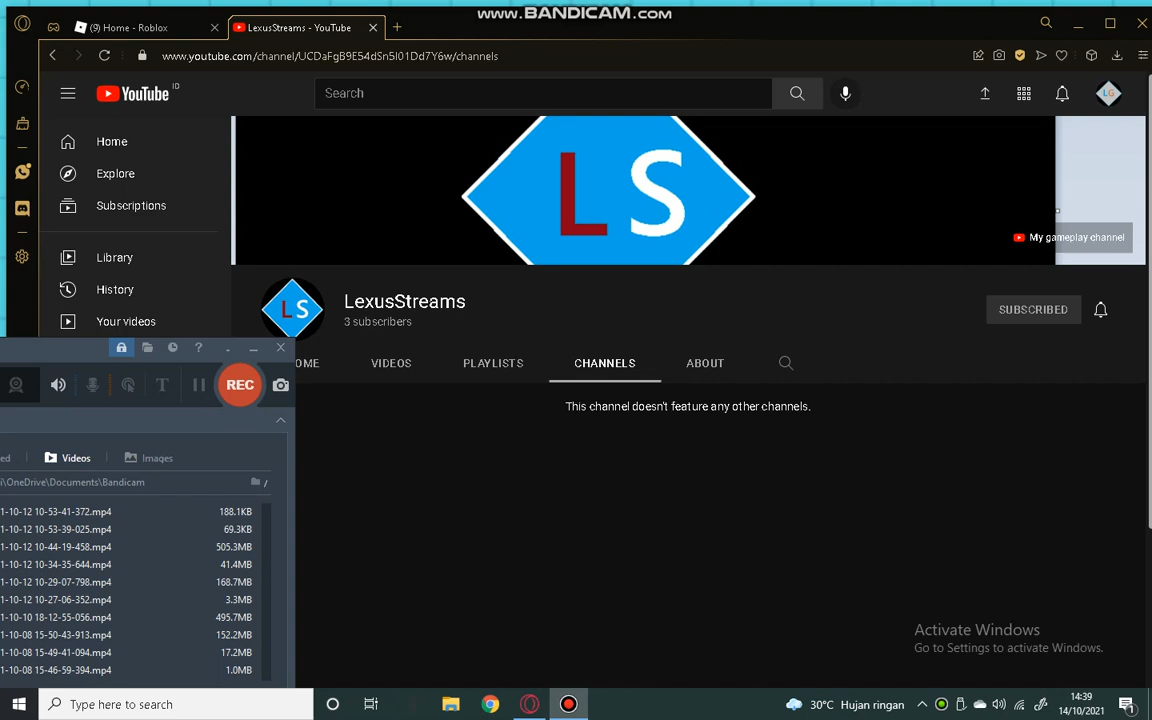 www.BANDICAM.com
(9) Home - Roblox
LexusStreams - YouTube
www.youtube.com/channel/UCDaFgB9E54dSn5I01Dd7Y6w/channels
YouTube ID
Search
LG
Home
Explore
Subscriptions
Library
History
Your videos
LS
My gameplay channel
LS
LexusStreams
3 subscribers
SUBSCRIBED
OME
VIDEOS
PLAYLISTS
CHANNELS
ABOUT
This channel doesn't feature any other channels.
REC
ed
Videos
Images
i\OneDrive\Documents\Bandicam
1-10-12 10-53-41-372.mp4 188.1KB
1-10-12 10-53-39-025.mp4 69.3KB
1-10-12 10-44-19-458.mp4 505.3MB
1-10-12 10-34-35-644.mp4 41.4MB
1-10-12 10-29-07-798.mp4 168.7MB
1-10-12 10-27-06-352.mp4 3.3MB
1-10-10 18-12-55-056.mp4 495.7MB
1-10-08 15-50-43-913.mp4 152.2MB
1-10-08 15-49-41-094.mp4 17.2MB
1-10-08 15-46-59-394.mp4 1.0MB
Activate Windows
Go to Settings to activate Windows.
Type here to search
30°C Hujan ringan
14:39
14/10/2021
1